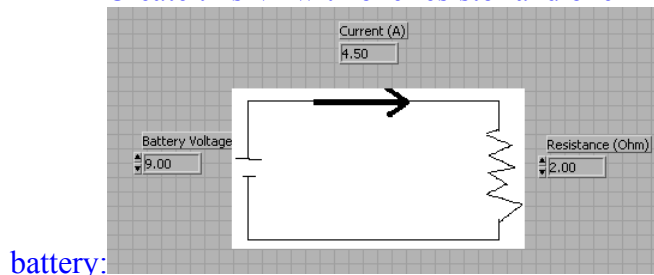 Current (A)
4.50
Battery Voltage
9.00
Resistance (Ohm)
2.00
battery: